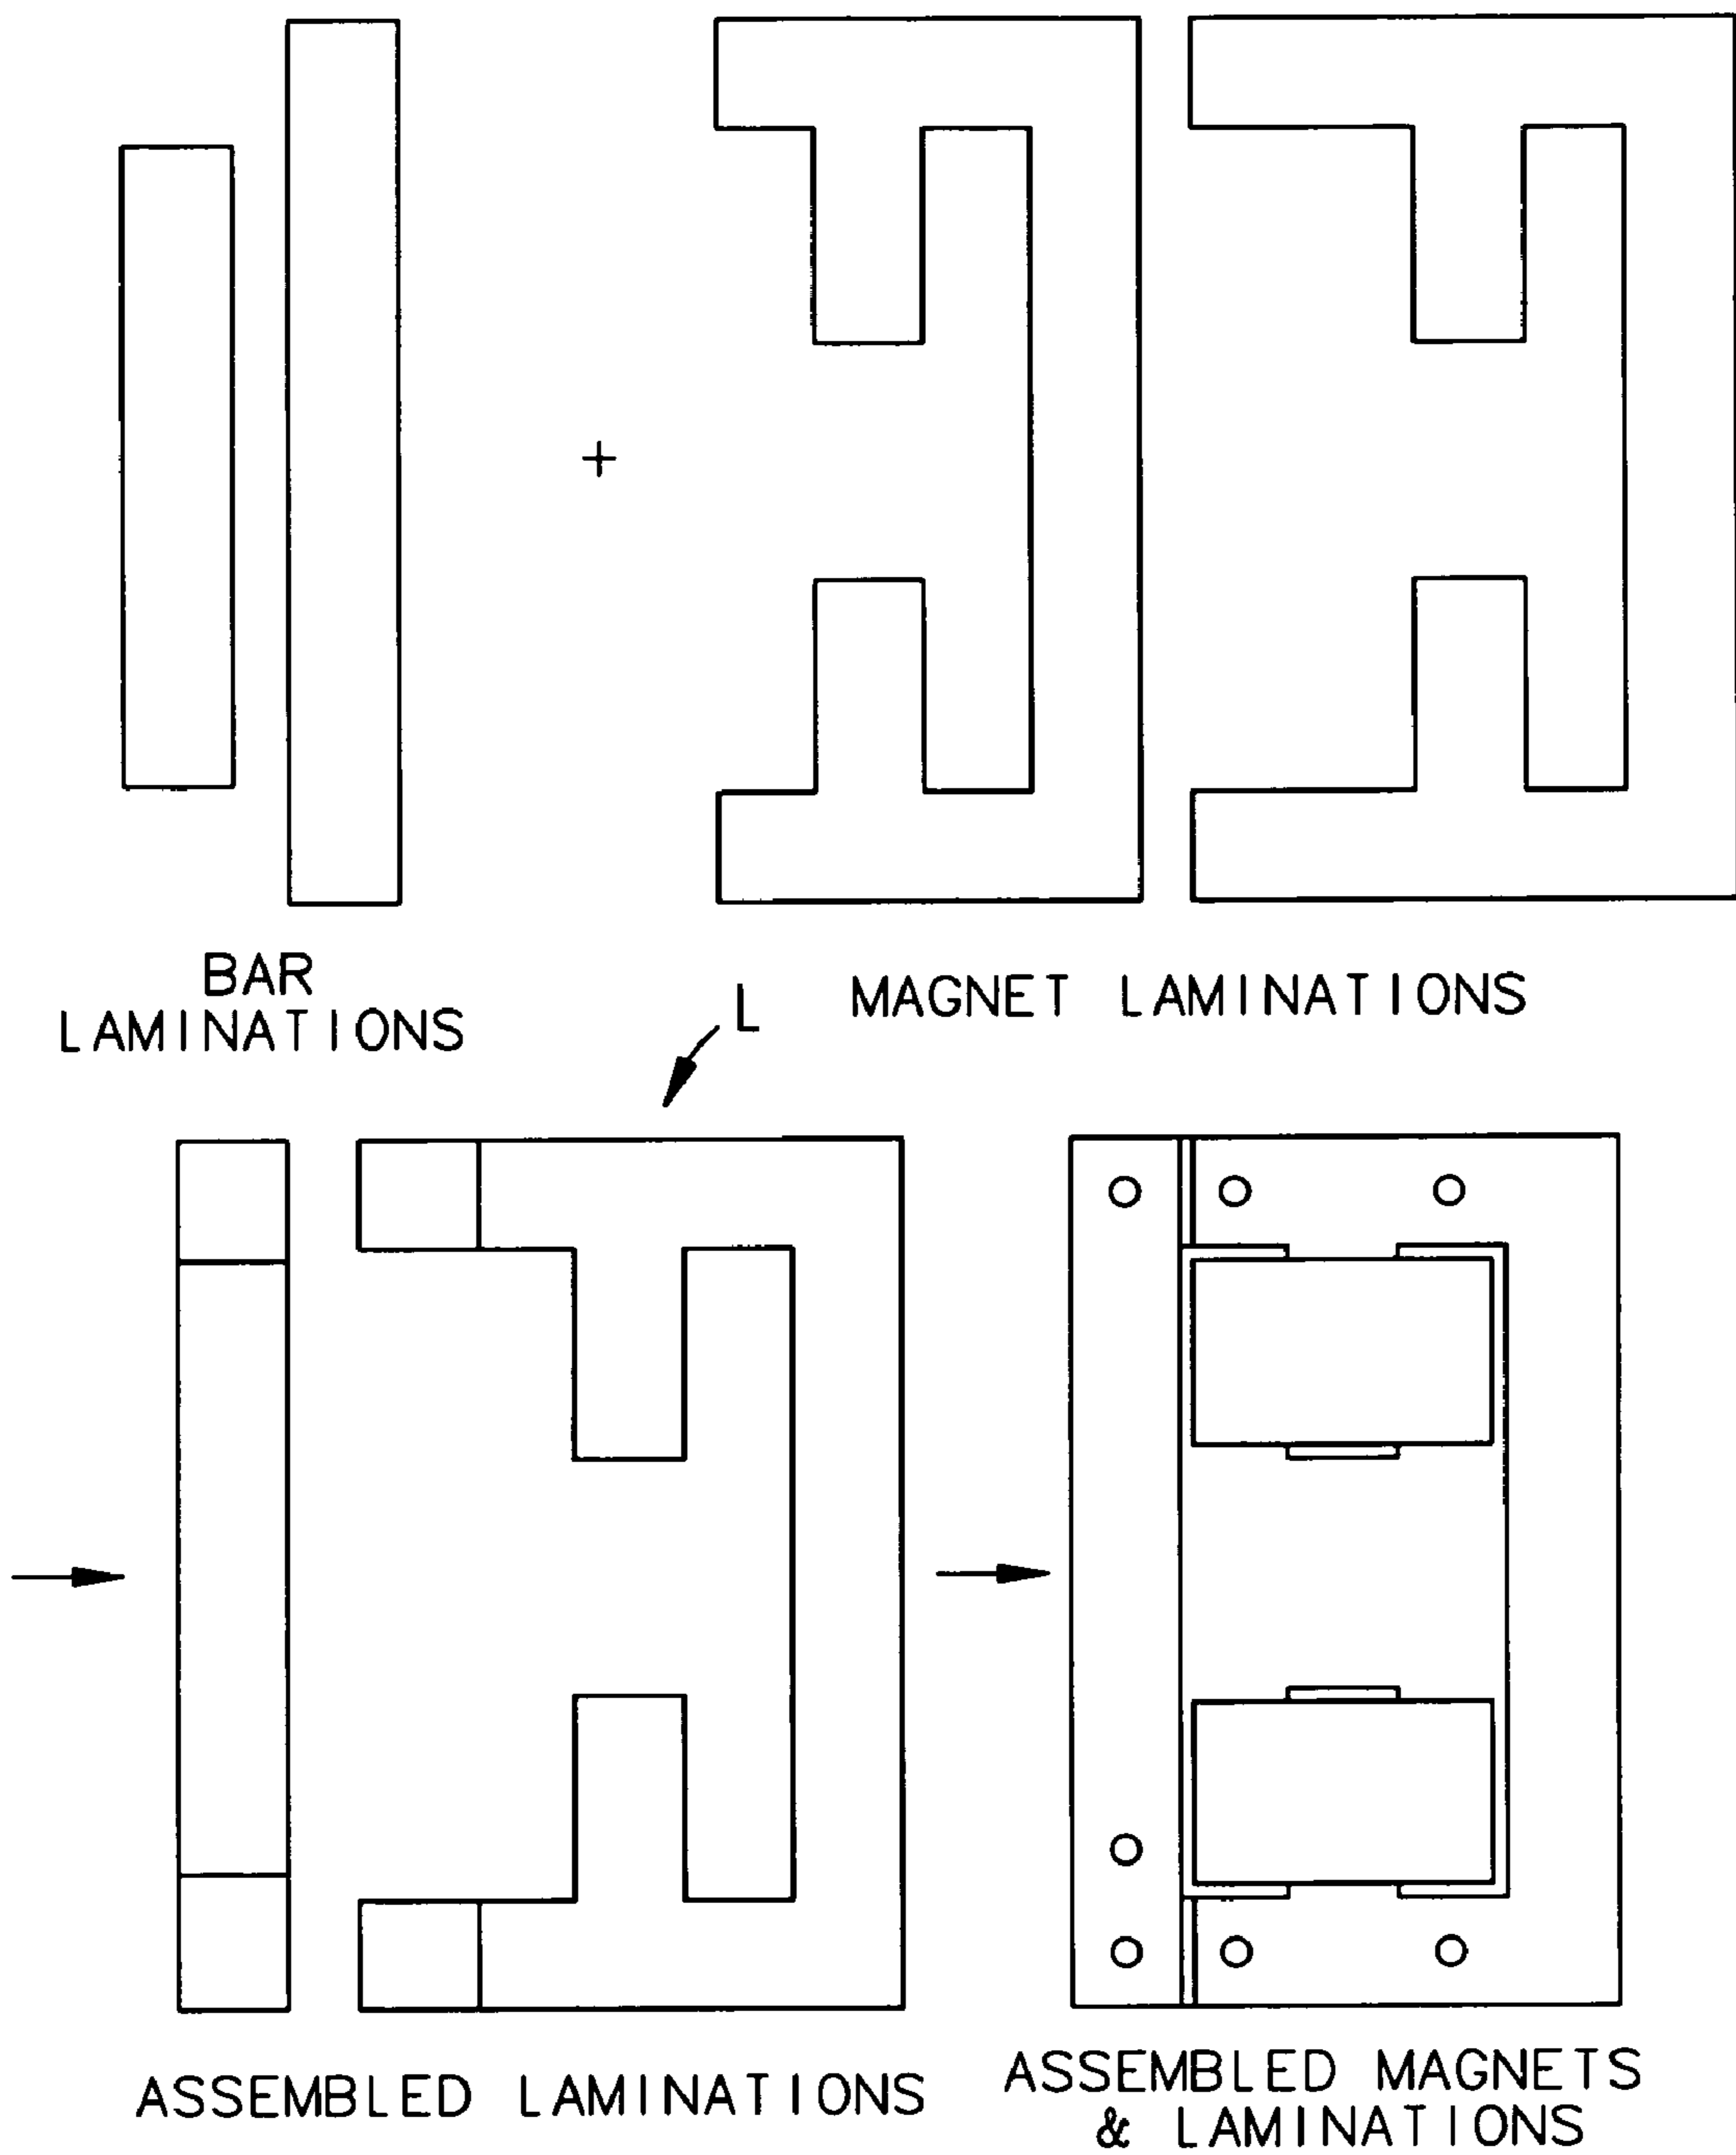 BAR
LAMINATIONS
MAGNET LAMINATIONS
L
ASSEMBLED LAMINATIONS
ASSEMBLED MAGNETS
& LAMINATIONS